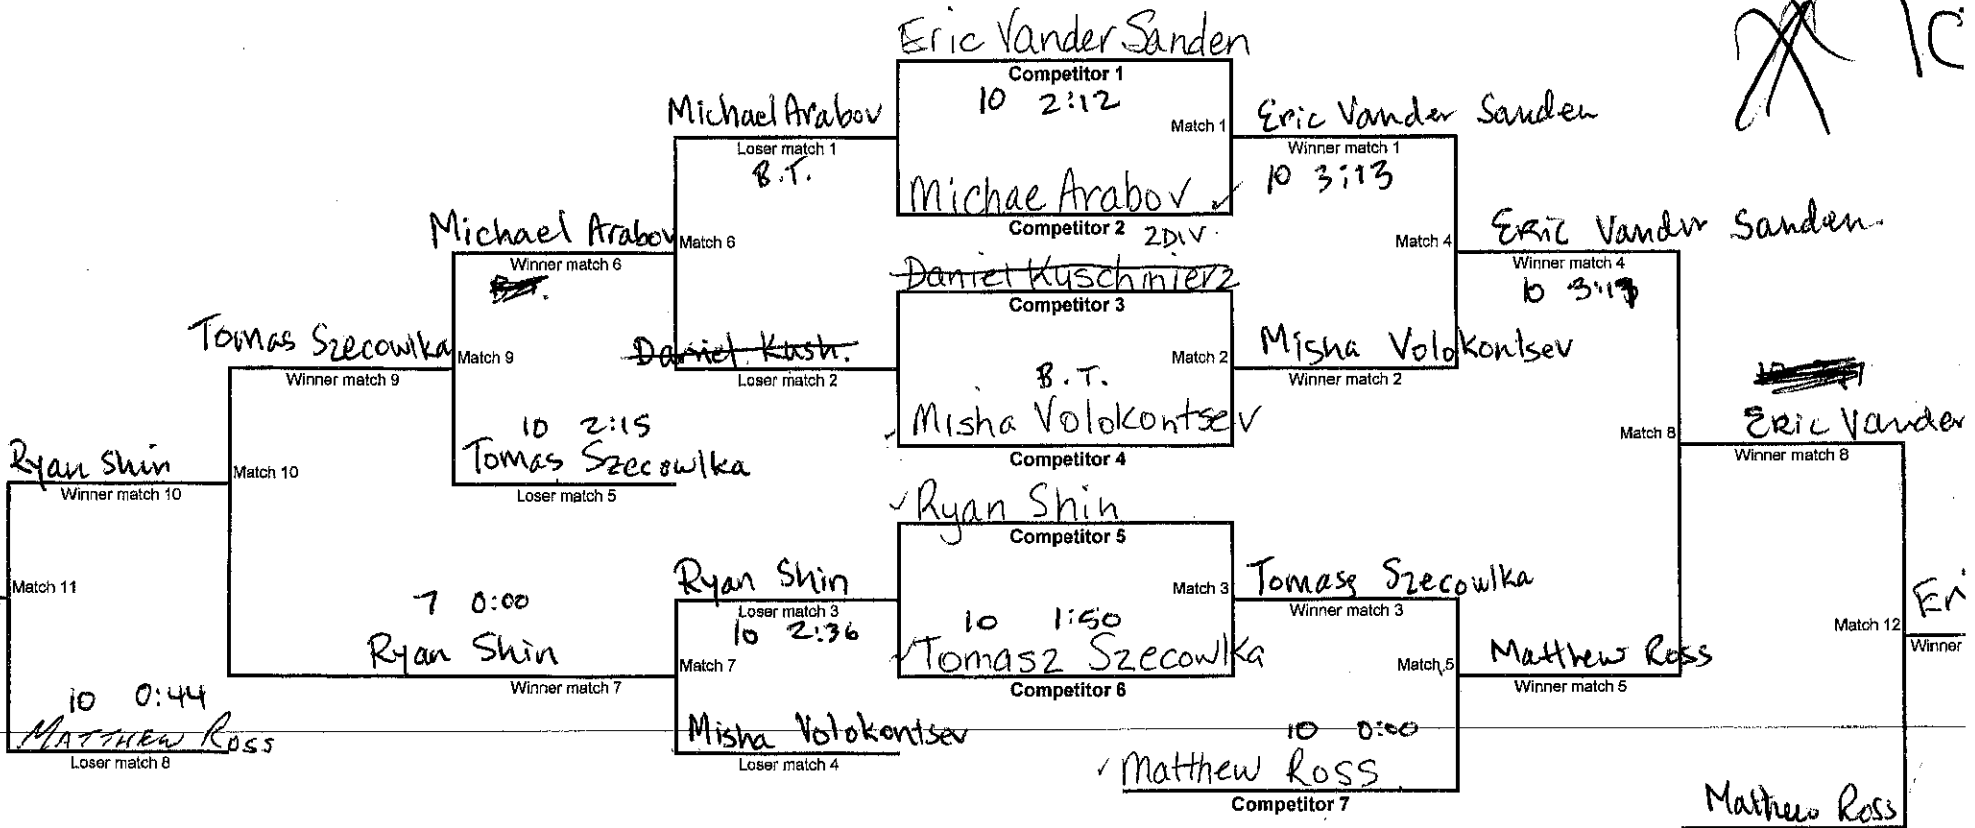 Eric Vander Sanden
Competitor 1
10 2:12
Michael Arabov
Match 1
Eric Vander Sanden
Loser match 1
Winner match 1
B.T.
10 3:13
Michae Arabov
Competitor 2
2DIV.
Michael Arabov
Match 6
Match 4
Eric Vandr Sanden.
Winner match 6
Winner match 4
Daniel Kuschmierz
Competitor 3
Tomas Szecowlka
Match 9
Daniel Kush.
Match 2
Misha Volokontsev
Winner match 9
Loser match 2
Winner match 2
B.T.
10 2:15
Misha Volokontsev
Match 8
Eric Vander
Competitor 4
Winner match 8
Ryan Shin
Match 10
Tomas Szecowlka
Winner match 10
Loser match 5
Ryan Shin
Competitor 5
Match 11
7 0:00
Ryan Shin
Match 3
Tomasz Szecowlka
Loser match 3
Winner match 3
10 2:36
10 1:50
Match 12
Winner
Ryan Shin
Match 7
Tomasz Szecowlka
Match 5
Matthew Ross
Winner match 7
Competitor 6
Winner match 5
10 0:44
Matthew Ross
Loser match 8
Misha Volokontsev
Loser match 4
10 0:00
Matthew Ross
Competitor 7
Matthew Ross